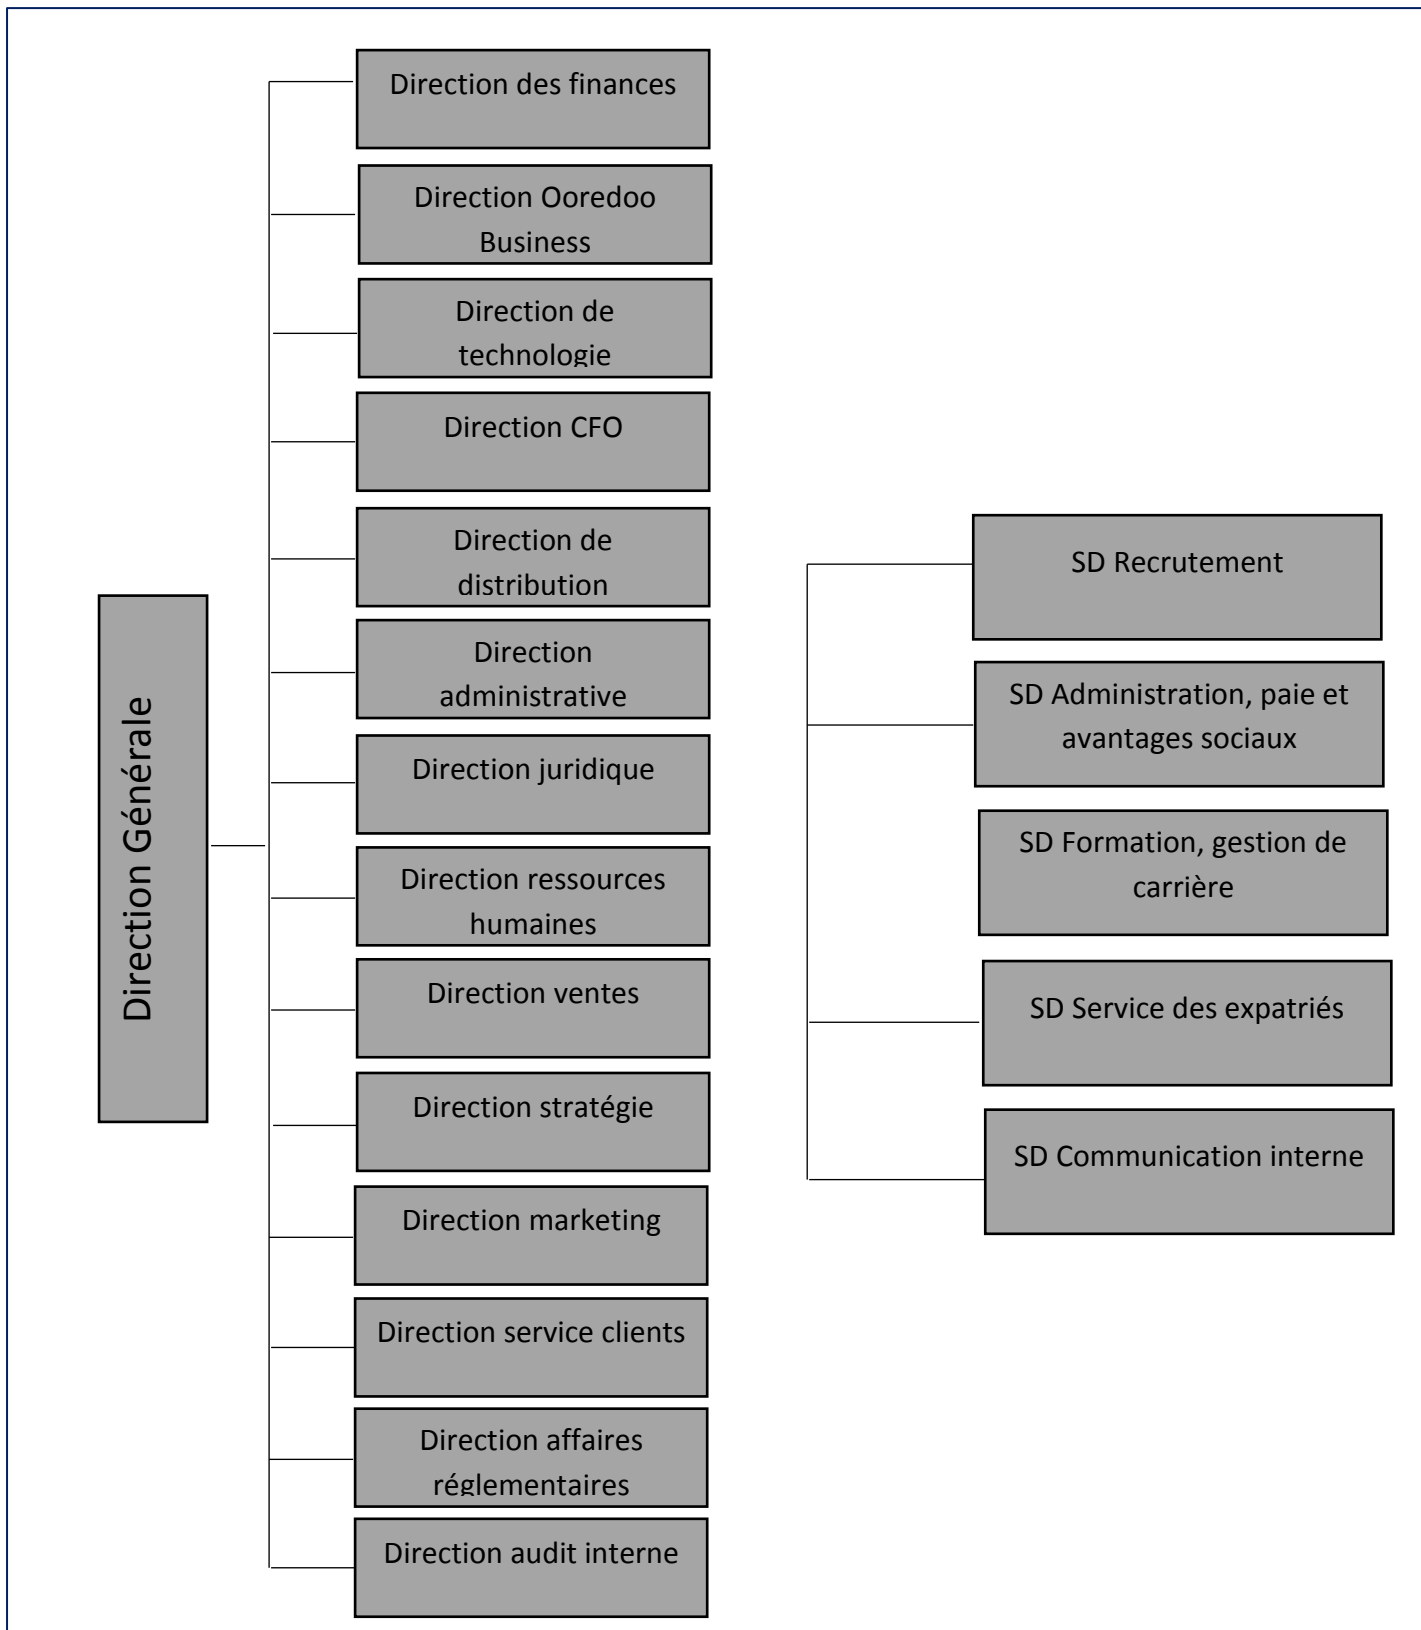 Direction Générale
Direction des finances
Direction Ooredoo
Business
Direction de
technologie
Direction CFO
Direction de
distribution
Direction
administrative
Direction juridique
Direction ressources
humaines
Direction ventes
Direction stratégie
Direction marketing
Direction service clients
Direction affaires
réglementaires
Direction audit interne
SD Recrutement
SD Administration, paie et
avantages sociaux
SD Formation, gestion de
carrière
SD Service des expatriés
SD Communication interne